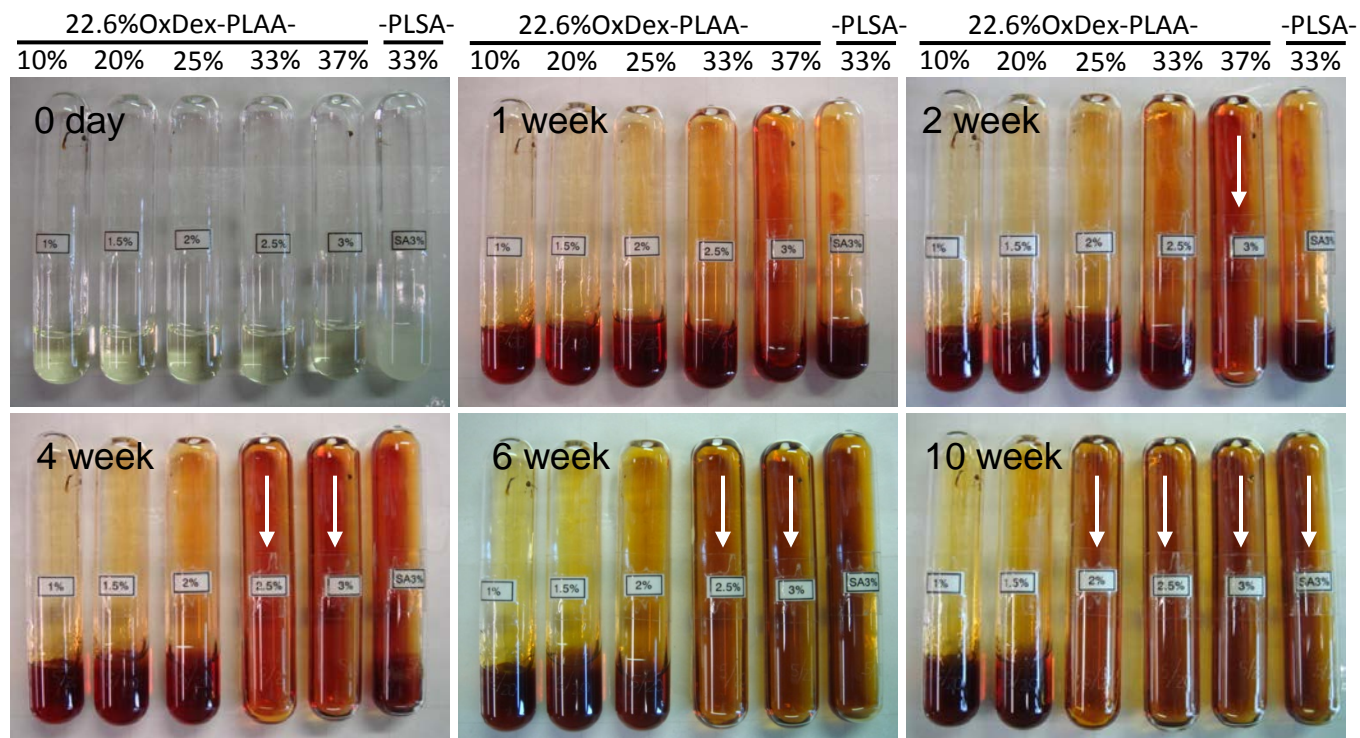 22.6%OxDex-PLAA- -PLSA- 22.6%OxDex-PLAA- -PLSA- 22.6%OxDex-PLAA- -PLSA-
10% 20% 25% 33% 37% 33% 10% 20% 25% 33% 37% 33% 10% 20% 25% 33% 37% 33%
0 day
1% 1.5% 2% 2.5% 3% SA3%
1 week
1% 1.5% 2% 2.5% 3% SA3%
2 week
1% 1.5% 2% 2.5% 3% SA3%
4 week
1% 1.5% 2% 2.5% 3% SA3%
6 week
1% 1.5% 2% 2.5% 3% SA3%
10 week
1% 1.5% 2% 2.5% 3% SA3%